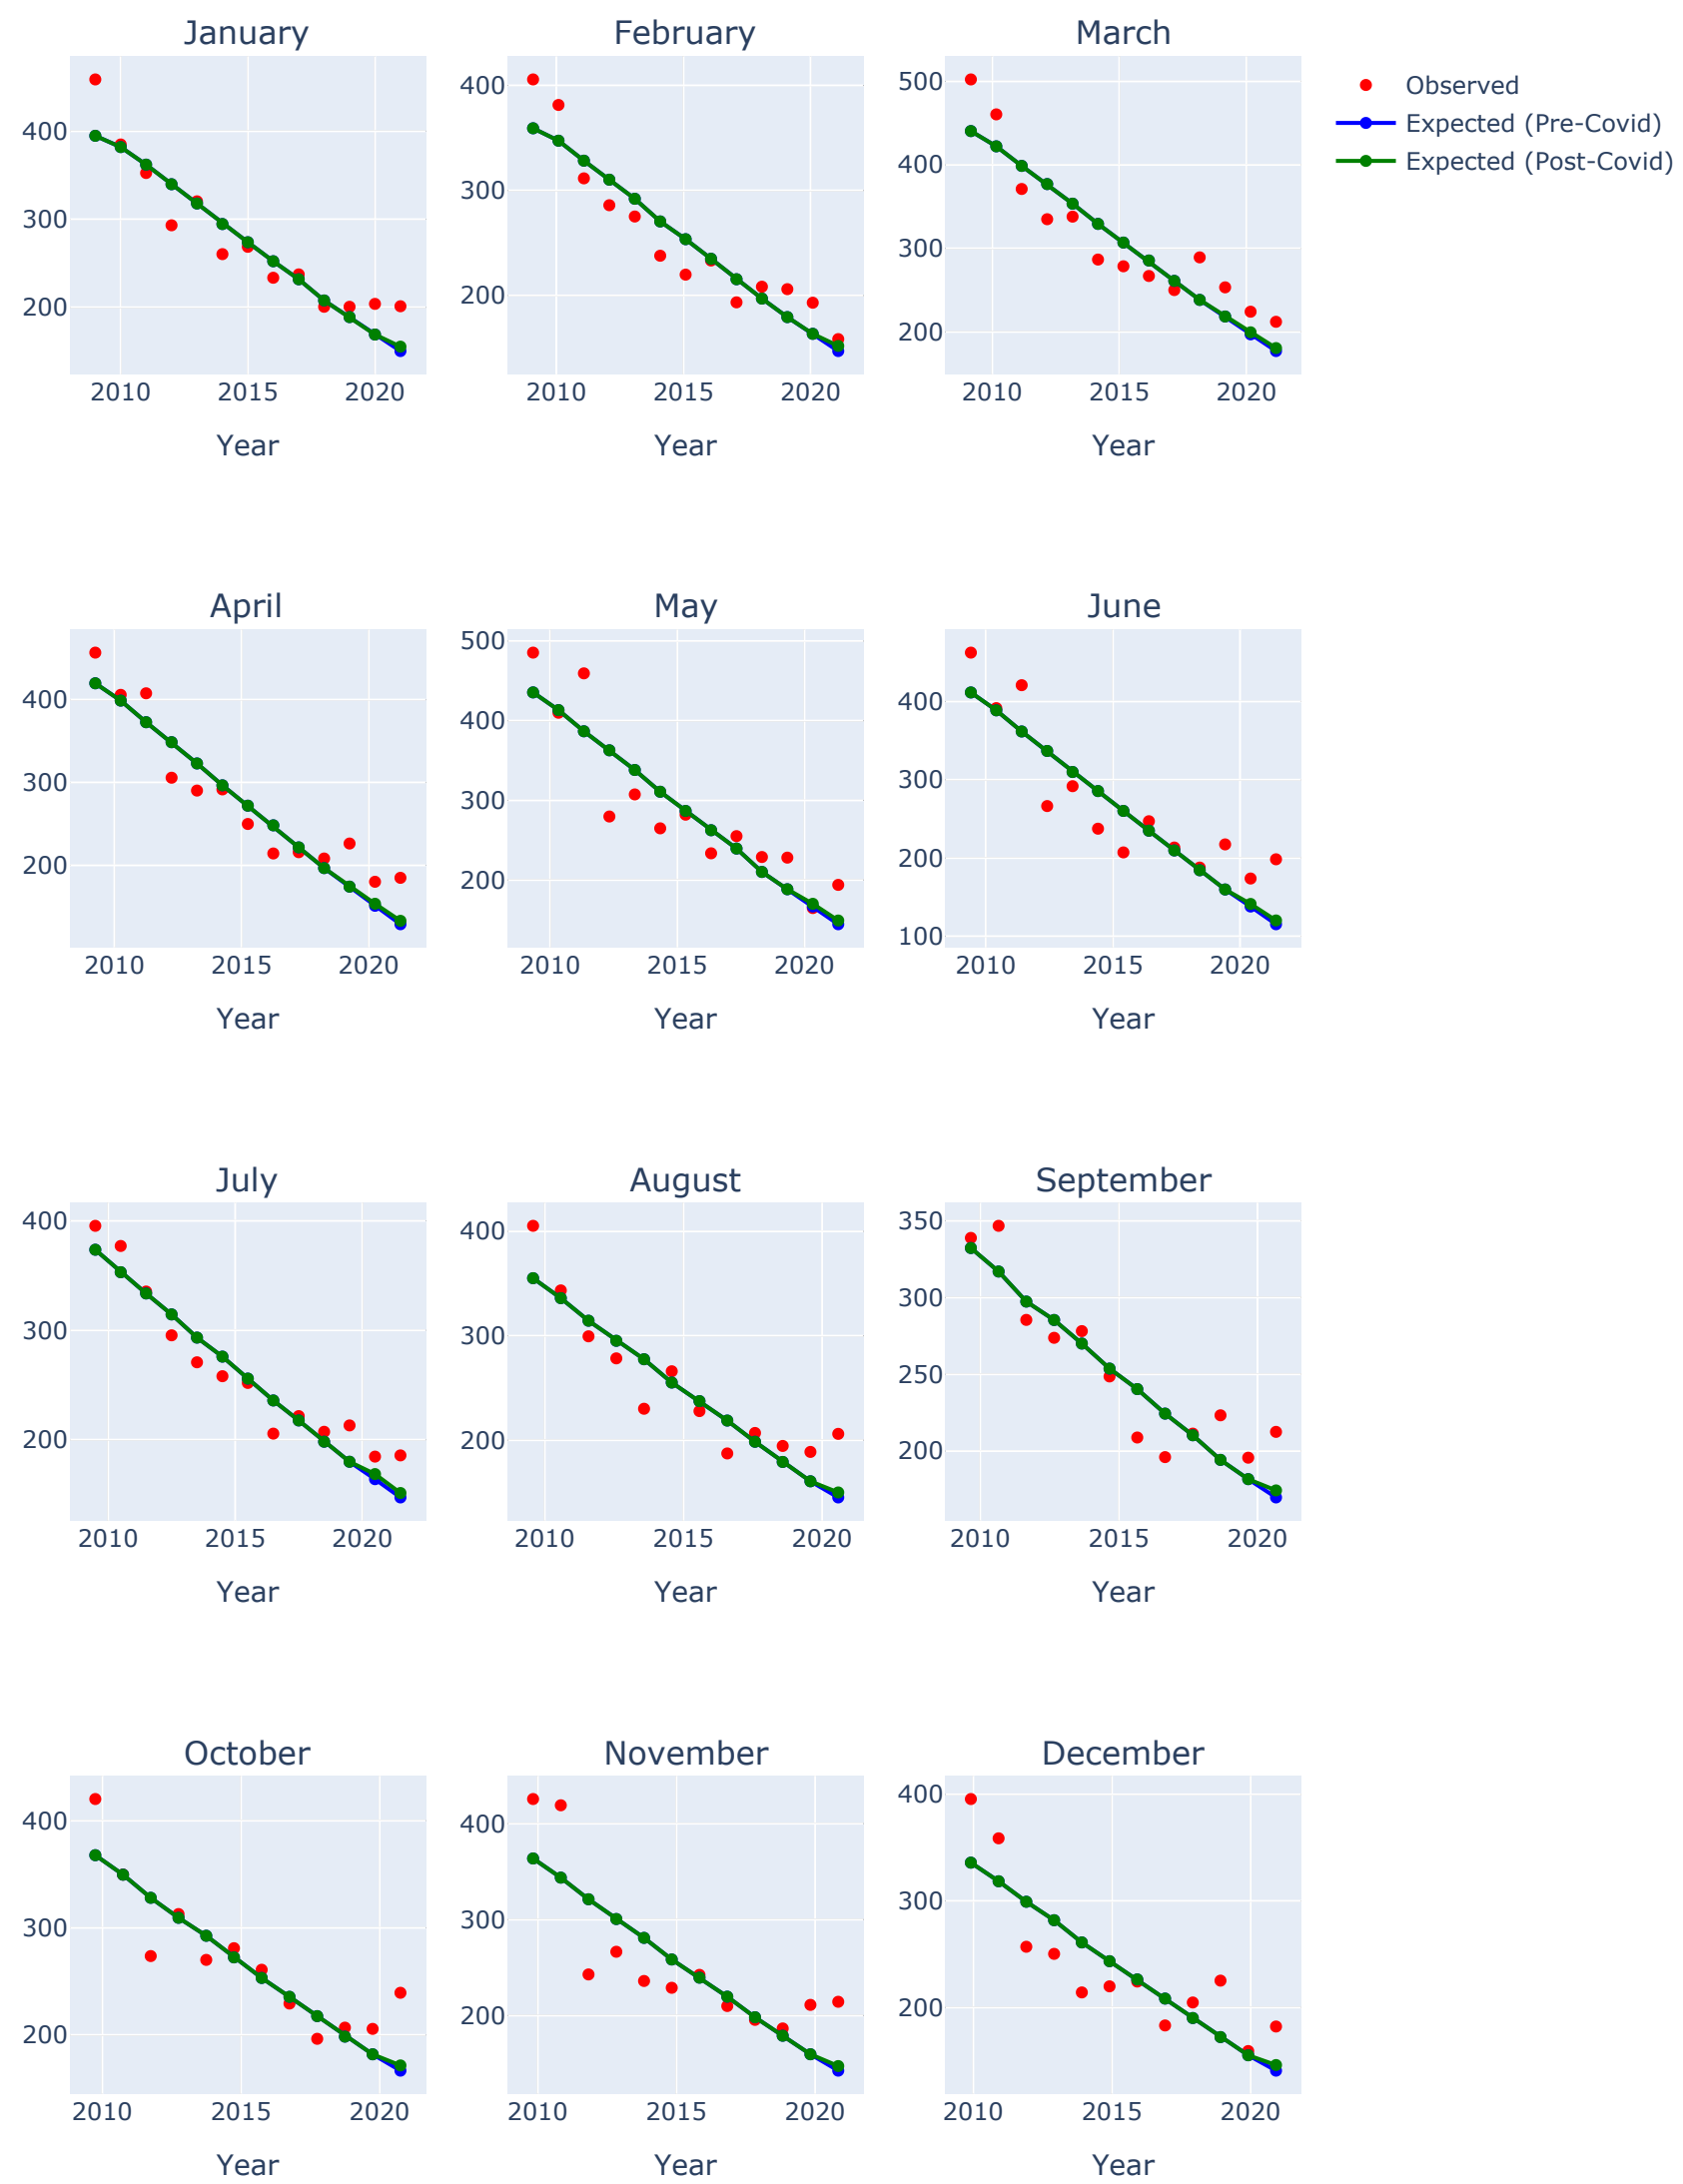 January
February
March
Observed
Expected (Pre-Covid)
Expected (Post-Covid)
400
300
200
2010 2015 2020
Year
400
300
200
2010 2015 2020
Year
500
400
300
200
2010 2015 2020
Year
April
May
June
400
300
200
2010 2015 2020
Year
500
400
300
200
2010 2015 2020
Year
400
300
200
100
2010 2015 2020
Year
July
August
September
400
300
200
2010 2015 2020
Year
400
300
200
2010 2015 2020
Year
350
300
250
200
2010 2015 2020
Year
October
November
December
400
300
200
2010 2015 2020
Year
400
300
200
2010 2015 2020
Year
400
300
200
2010 2015 2020
Year